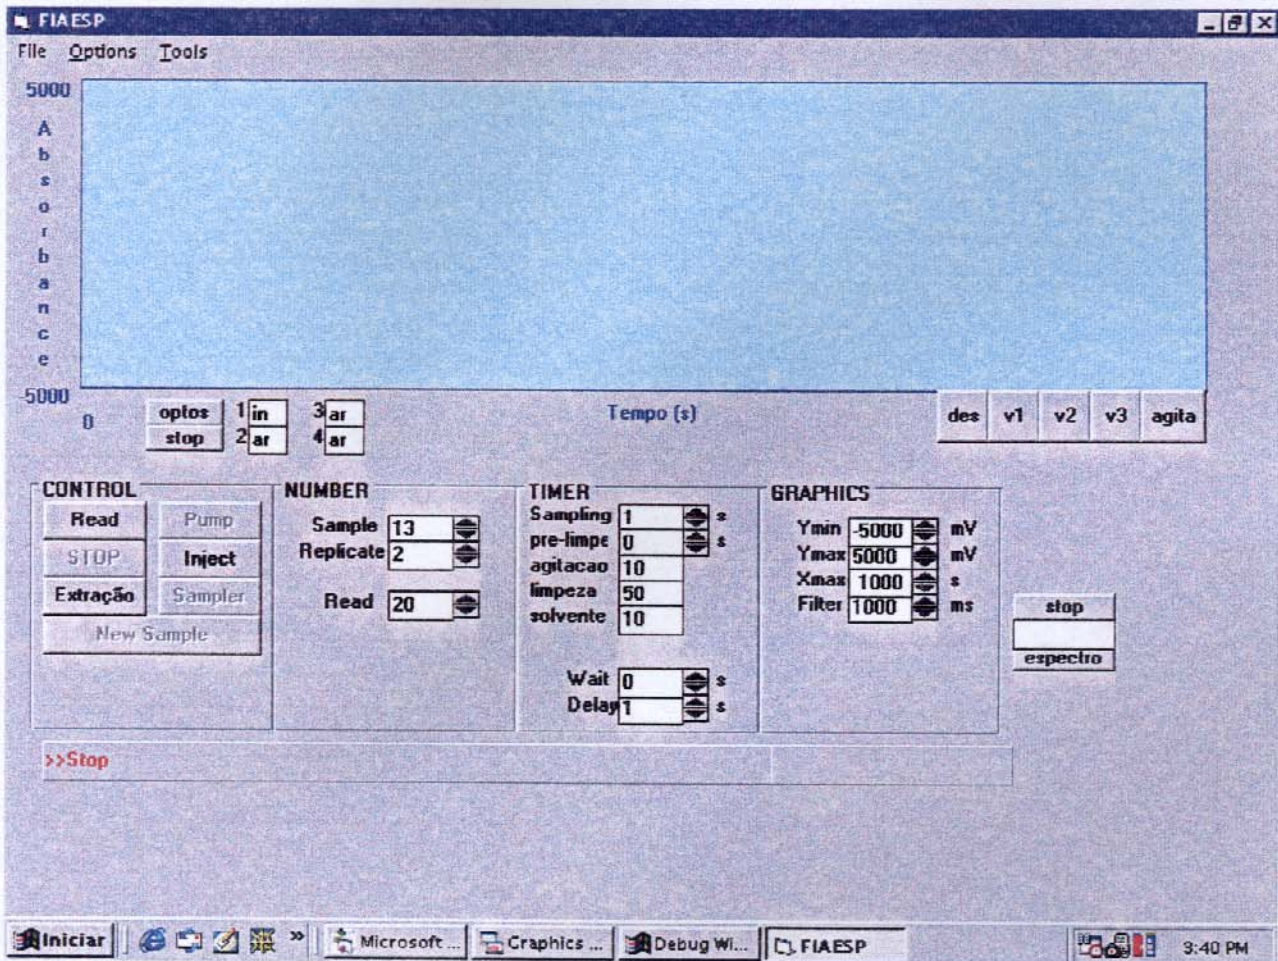 FIAESP
File Options Tools
5000
Absorbance
-5000
0
optos
stop
1 in
2 ar
3 ar
4 ar
Tempo (s)
des v1 v2 v3 agita
CONTROL
Read Pump
STOP Inject
Extração Sampler
New Sample
NUMBER
Sample 13
Replicate 2
Read 20
TIMER
Sampling 1 s
pre-limpe 0 s
agitacao 10
limpeza 50
solvente 10
Wait 0 s
Delay 1 s
GRAPHICS
Ymin -5000 mV
Ymax 5000 mV
Xmax 1000 s
Filter 1000 ms
stop
espectro
>>Stop
Iniciar » Microsoft ... Graphics ... Debug Wi... FIAESP 3:40 PM